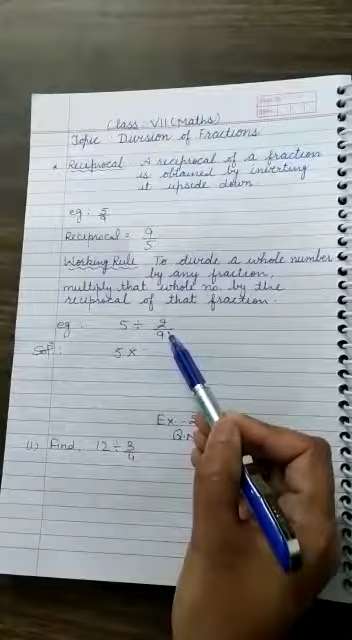 Class - VII (Maths)
Topic: Division of Fractions
* Reciprocal A reciprocal of a fraction
is obtained by inverting
it upside down.
eg: 5/9
Reciprocal = 9/5
Working Rule To divide a whole number
by any fraction,
multiply that whole no. by the
reciprocal of that fraction.
eg 5 ÷ 2/9
Sol: 5 ×
Ex. -
Q.N
(1) Find, 12 ÷ 3/4